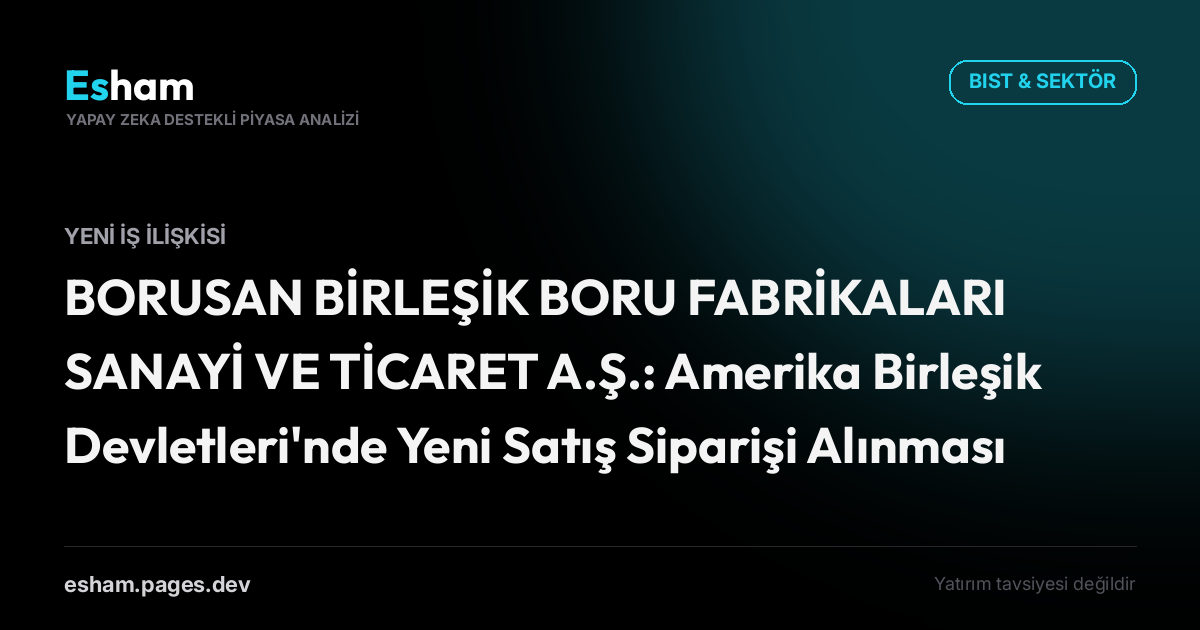 Esham
BIST & SEKTÖR
YAPAY ZEKA DESTEKLİ PİYASA ANALİZİ
YENİ İŞ İLİŞKİSİ
BORUSAN BİRLEŞİK BORU FABRİKALARI
SANAYİ VE TİCARET A.Ş.: Amerika Birleşik
Devletleri'nde Yeni Satış Siparişi Alınması
esham.pages.dev
Yatırım tavsiyesi değildir